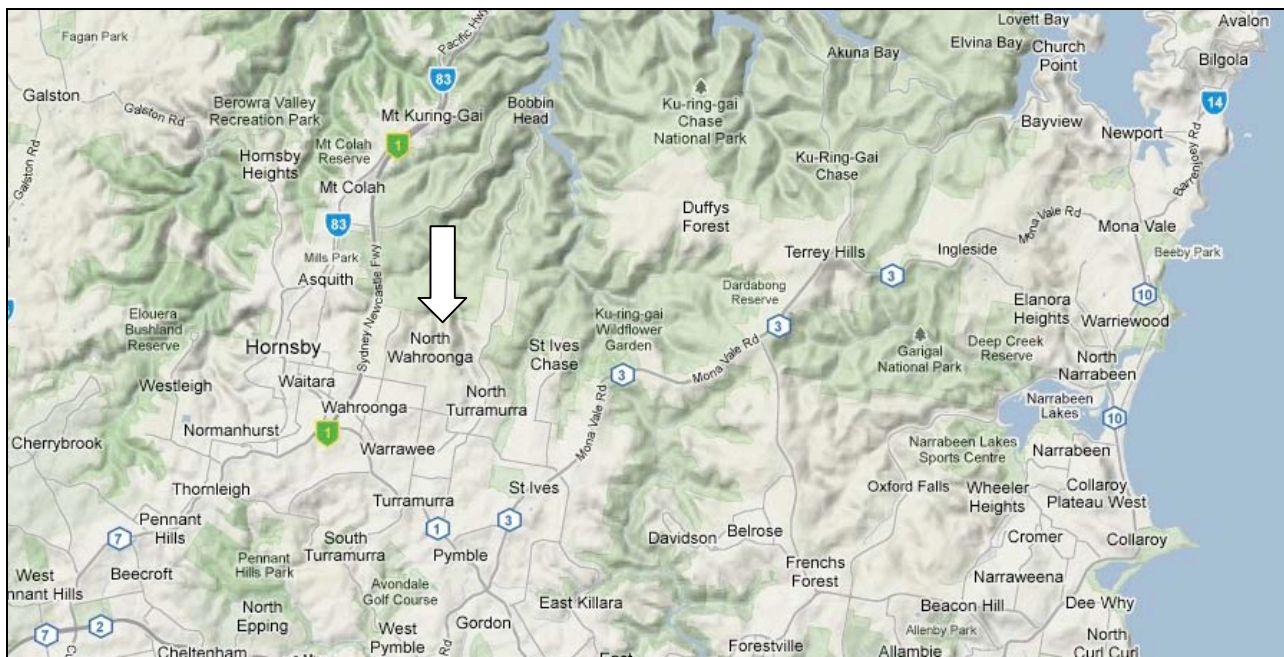 Lovett Bay
Avalon
Fagan Park
Pacific Hwy
Akuna Bay
Elvina Bay
Church
Point
Bilgola
83
Galston
Berowra Valley
Recreation Park
Galston Rd
Mt Kuring-Gai
Bobbin
Head
Ku-ring-gai
Chase
National Park
14
Bayview
Newport
Mt Colah
Reserve
1
Hornsby
Heights
Galston Rd
Ku-Ring-Gai
Chase
Barrenjoey Rd
Mt Colah
83
Duffys
Forest
Mona Vale Rd
Mona Vale
Mills Park
Asquith
Sydney Newcastle Fwy
Terrey Hills
Ingleside
Beeby Park
3
Dardabong
Reserve
10
Elouera
Bushland
Reserve
Ku-ring-gai
Wildflower
Garden
3
Elanora
Heights
Warriewood
Hornsby
North
Wahroonga
St Ives
Chase
Garigal
National Park
Deep Creek
Reserve
North
Narrabeen
Westleigh
Waitara
3
Mona Vale Rd
North
Turramurra
Wahroonga
Narrabeen
Lakes
10
Normanhurst
1
Mona Vale Rd
Cherrybrook
Warrawee
Narrabeen Lakes
Sports Centre
Narrabeen
Thornleigh
Turramurra
St Ives
Oxford Falls
Wheeler
Heights
Collaroy
Plateau West
Pennant
Hills
7
1
3
South
Turramurra
Pymble
Davidson
Belrose
Cromer
Collaroy
West
nnant Hills
Beecroft
Pennant
Hills Park
Avondale
Golf Course
Frenchs
Forest
Narraweena
North
Epping
East Killara
Beacon Hill
Dee Why
7
2
West
Pymble
Gordon
Allenby Park
Cheltenham
Rd
East
Forestville
Allambie
North
Curl Curl